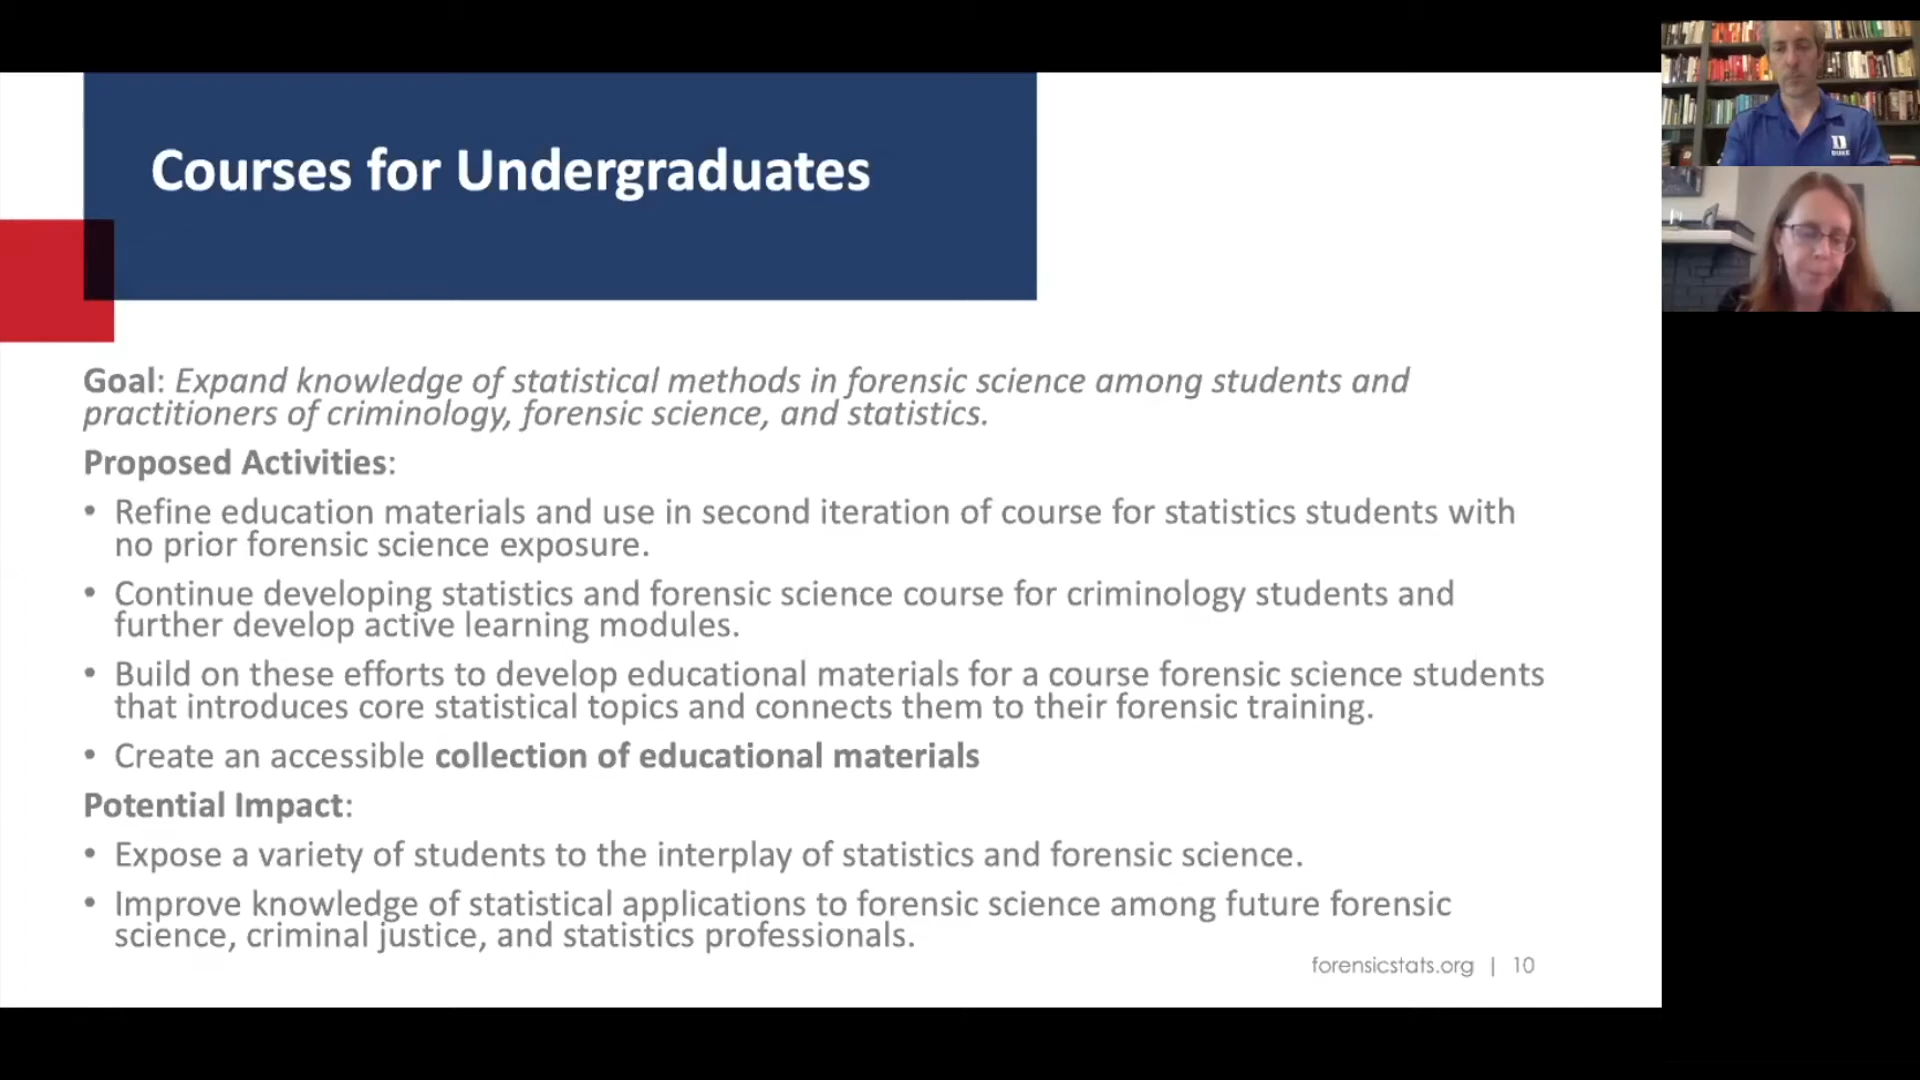 Courses for Undergraduates
Goal: Expand knowledge of statistical methods in forensic science among students and
practitioners of criminology, forensic science, and statistics.
Proposed Activities:
• Refine education materials and use in second iteration of course for statistics students with
no prior forensic science exposure.
• Continue developing statistics and forensic science course for criminology students and
further develop active learning modules.
• Build on these efforts to develop educational materials for a course forensic science students
that introduces core statistical topics and connects them to their forensic training.
• Create an accessible collection of educational materials
Potential Impact:
• Expose a variety of students to the interplay of statistics and forensic science.
• Improve knowledge of statistical applications to forensic science among future forensic
science, criminal justice, and statistics professionals.
forensicstats.org | 10
D
DUKE